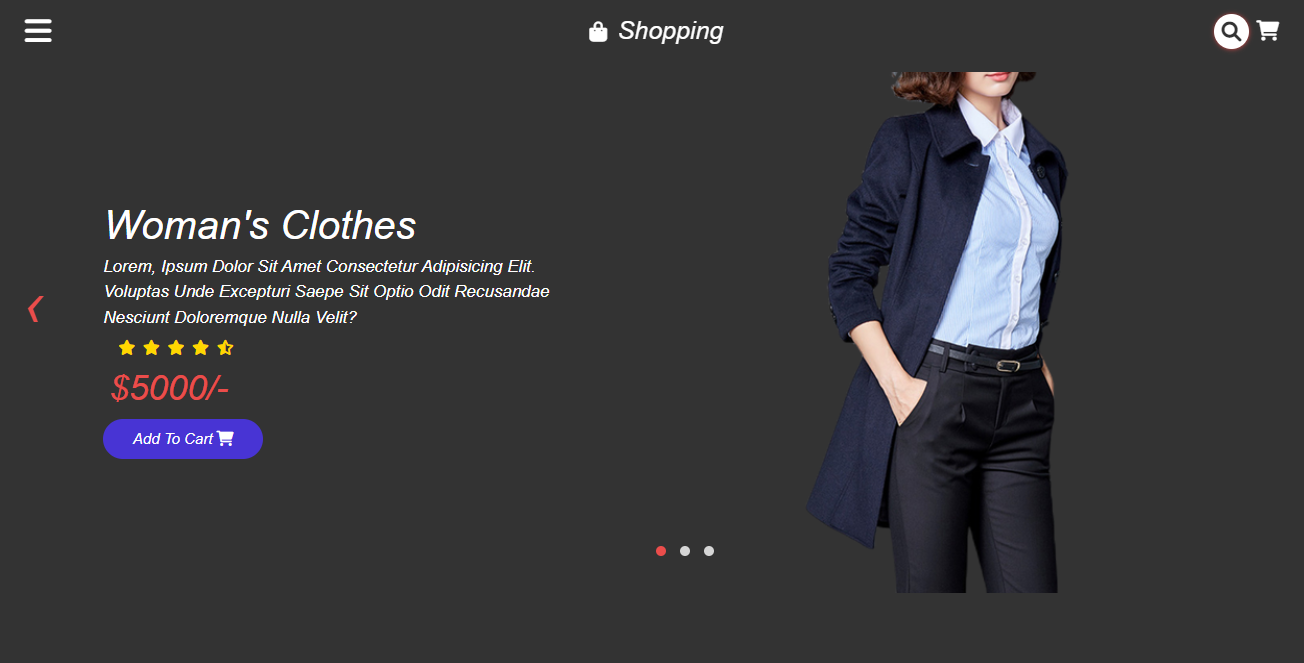 Shopping
Woman's Clothes
Lorem, Ipsum Dolor Sit Amet Consectetur Adipisicing Elit.
Voluptas Unde Excepturi Saepe Sit Optio Odit Recusandae
Nesciunt Doloremque Nulla Velit?
$5000/-
Add To Cart